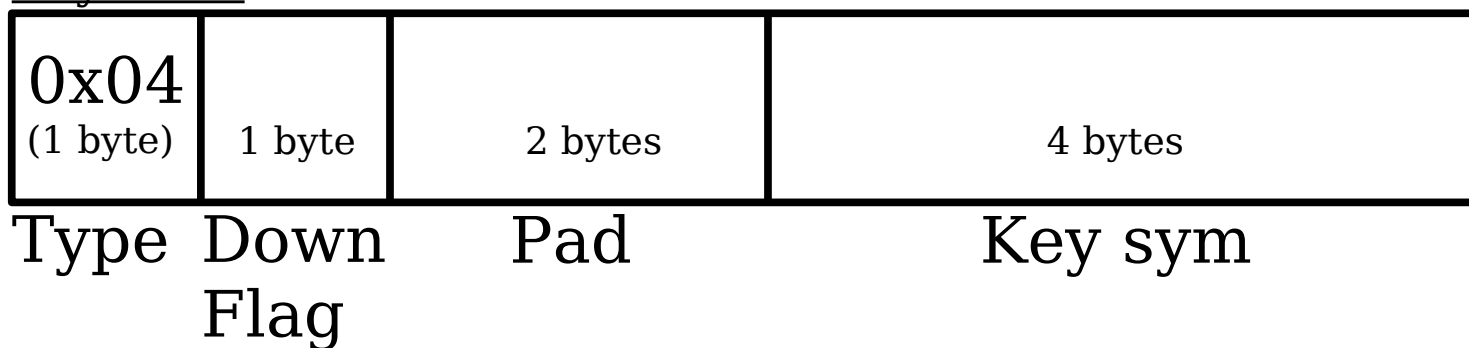 0x04
(1 byte)
1 byte
2 bytes
4 bytes
Type
Down
Flag
Pad
Key sym